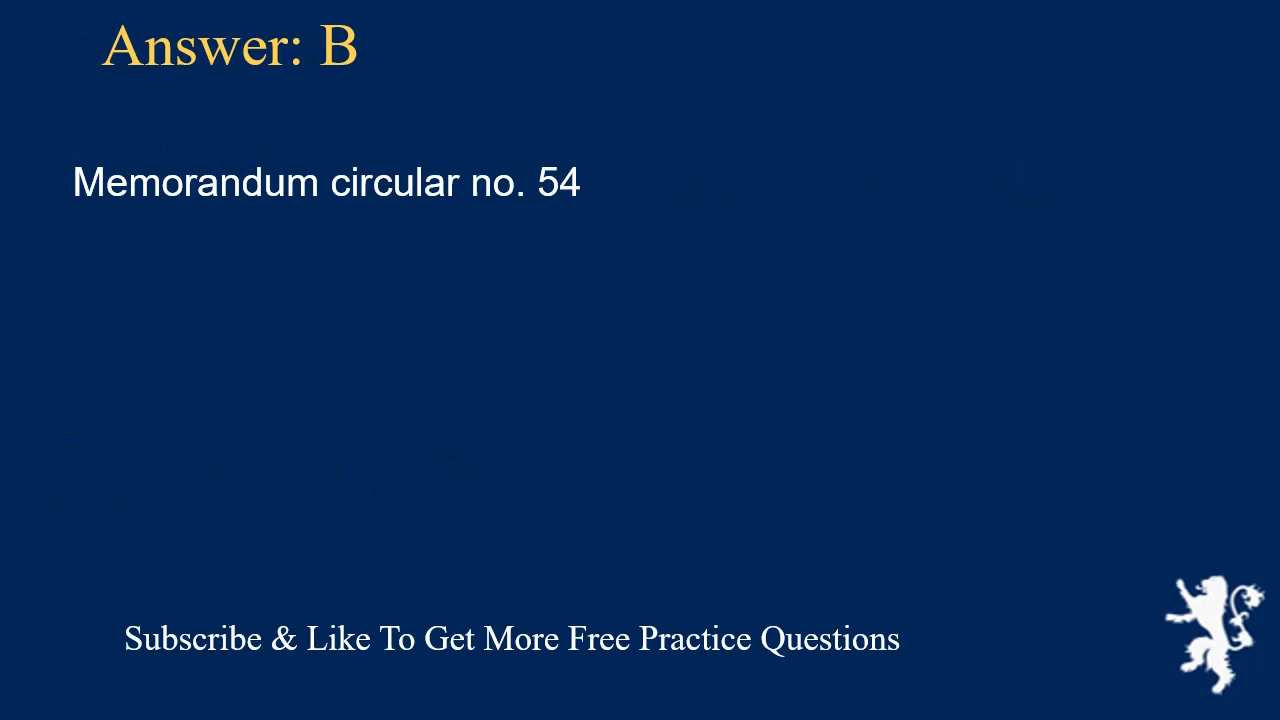 Answer: B
Memorandum circular no. 54
Subscribe & Like To Get More Free Practice Questions